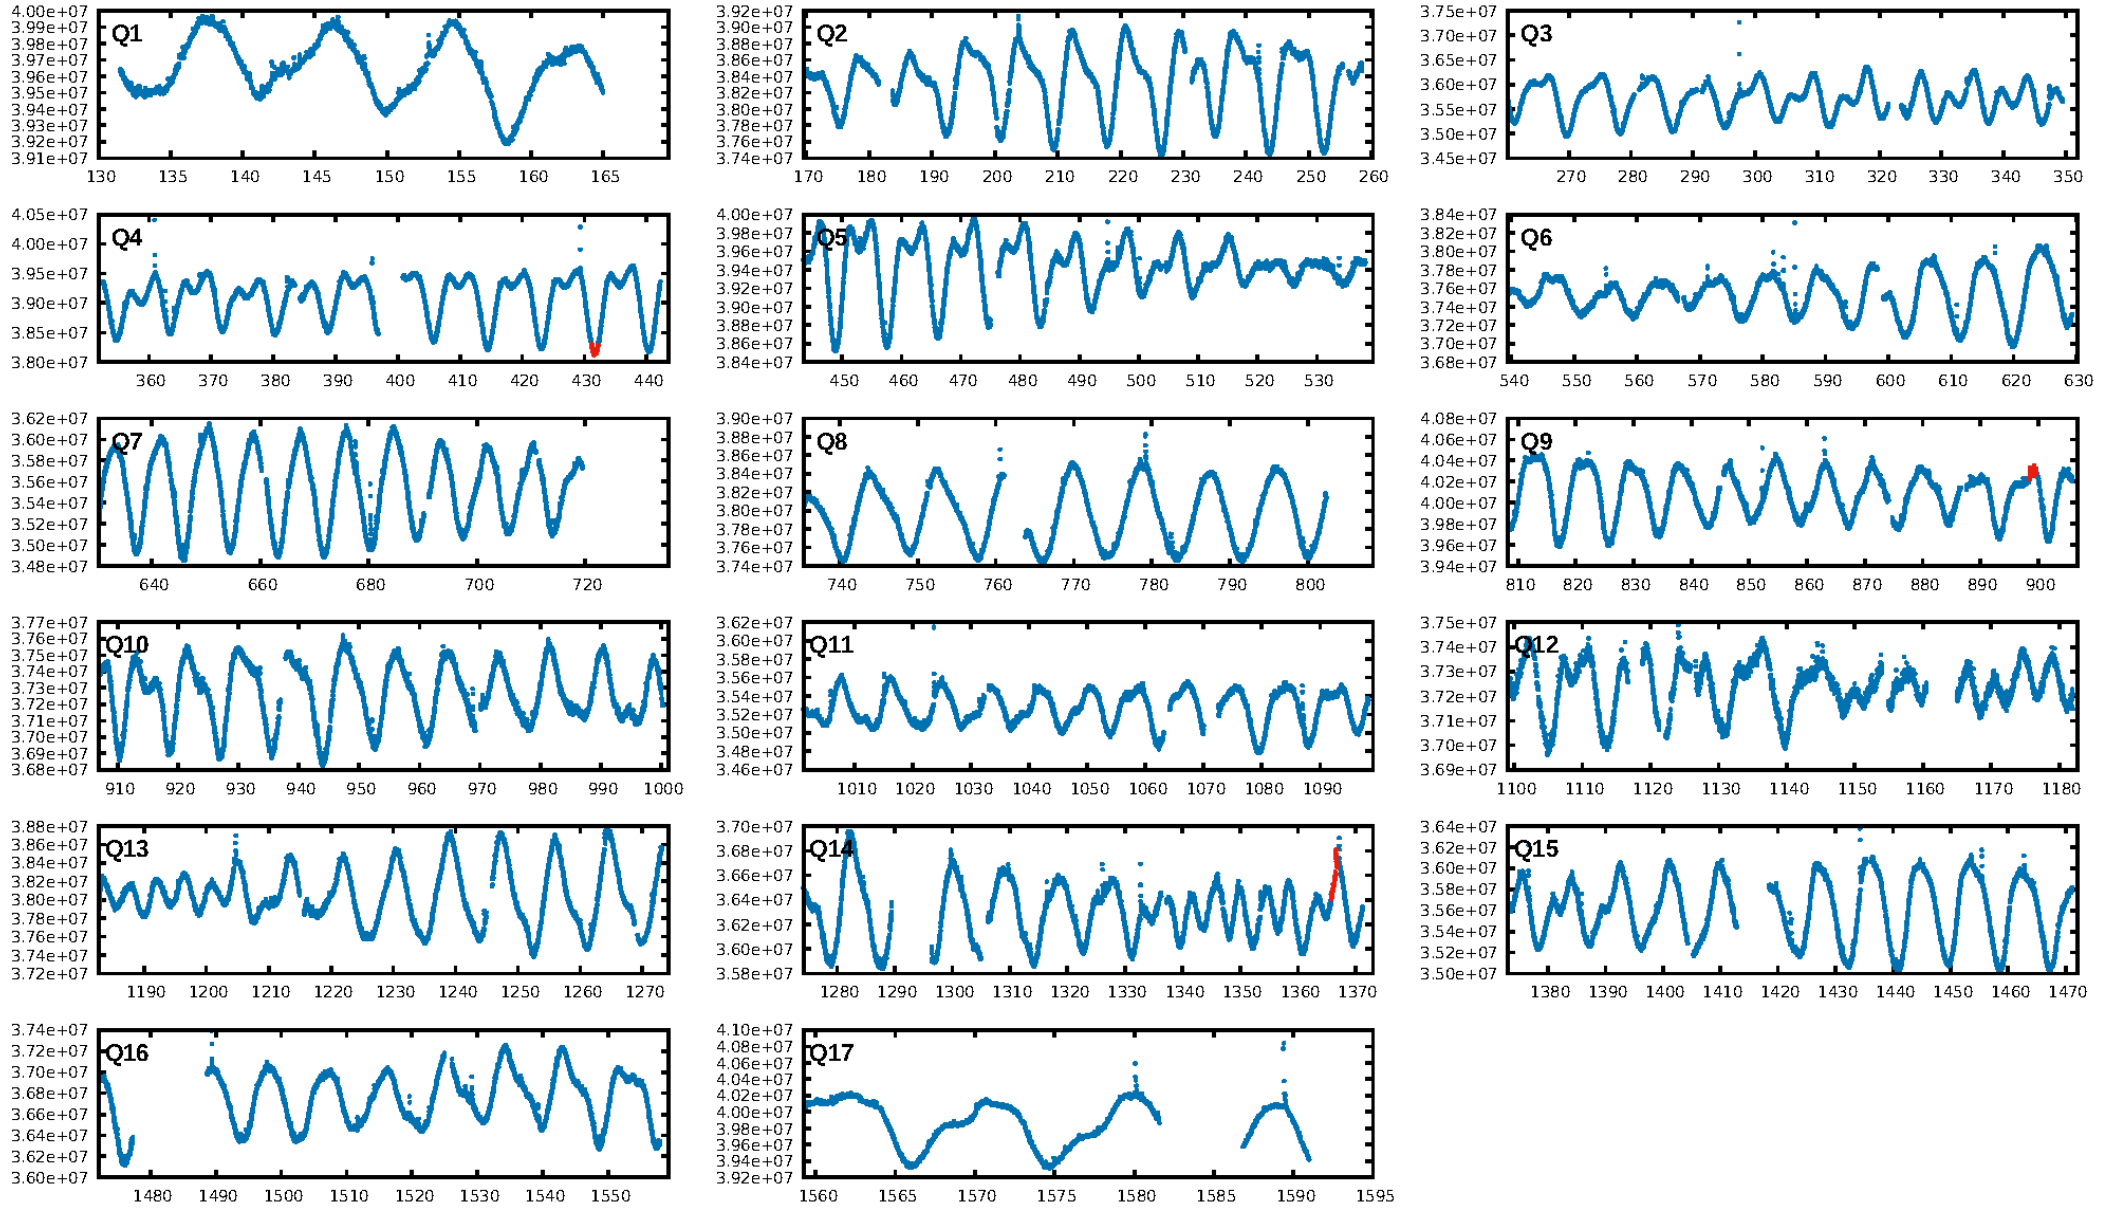 4.00e+07 3.99e+07 3.98e+07 3.97e+07 3.96e+07 3.95e+07 3.94e+07 3.93e+07 3.92e+07 3.91e+07
Q1
130 135 140 145 150 155 160 165
3.92e+07 3.90e+07 3.88e+07 3.86e+07 3.84e+07 3.82e+07 3.80e+07 3.78e+07 3.76e+07 3.74e+07
Q2
170 180 190 200 210 220 230 240 250 260
3.75e+07 3.70e+07 3.65e+07 3.60e+07 3.55e+07 3.50e+07 3.45e+07
Q3
270 280 290 300 310 320 330 340 350
4.05e+07 4.00e+07 3.95e+07 3.90e+07 3.85e+07 3.80e+07
Q4
360 370 380 390 400 410 420 430 440
4.00e+07 3.98e+07 3.96e+07 3.94e+07 3.92e+07 3.90e+07 3.88e+07 3.86e+07 3.84e+07
Q5
450 460 470 480 490 500 510 520 530
3.84e+07 3.82e+07 3.80e+07 3.78e+07 3.76e+07 3.74e+07 3.72e+07 3.70e+07 3.68e+07
Q6
540 550 560 570 580 590 600 610 620 630
3.62e+07 3.60e+07 3.58e+07 3.56e+07 3.54e+07 3.52e+07 3.50e+07 3.48e+07
Q7
640 660 680 700 720
3.90e+07 3.88e+07 3.86e+07 3.84e+07 3.82e+07 3.80e+07 3.78e+07 3.76e+07 3.74e+07
Q8
740 750 760 770 780 790 800
4.08e+07 4.06e+07 4.04e+07 4.02e+07 4.00e+07 3.98e+07 3.96e+07 3.94e+07
Q9
810 820 830 840 850 860 870 880 890 900
3.77e+07 3.76e+07 3.75e+07 3.74e+07 3.73e+07 3.72e+07 3.71e+07 3.70e+07 3.69e+07 3.68e+07
Q10
910 920 930 940 950 960 970 980 990 1000
3.62e+07 3.60e+07 3.58e+07 3.56e+07 3.54e+07 3.52e+07 3.50e+07 3.48e+07 3.46e+07
Q11
1010 1020 1030 1040 1050 1060 1070 1080 1090
3.75e+07 3.74e+07 3.73e+07 3.72e+07 3.71e+07 3.70e+07 3.69e+07
Q12
1100 1110 1120 1130 1140 1150 1160 1170 1180
3.88e+07 3.86e+07 3.84e+07 3.82e+07 3.80e+07 3.78e+07 3.76e+07 3.74e+07 3.72e+07
Q13
1190 1200 1210 1220 1230 1240 1250 1260 1270
3.70e+07 3.68e+07 3.66e+07 3.64e+07 3.62e+07 3.60e+07 3.58e+07
Q14
1280 1290 1300 1310 1320 1330 1340 1350 1360 1370
3.64e+07 3.62e+07 3.60e+07 3.58e+07 3.56e+07 3.54e+07 3.52e+07 3.50e+07
Q15
1380 1390 1400 1410 1420 1430 1440 1450 1460 1470
3.74e+07 3.72e+07 3.70e+07 3.68e+07 3.66e+07 3.64e+07 3.62e+07 3.60e+07
Q16
1480 1490 1500 1510 1520 1530 1540 1550
4.10e+07 4.08e+07 4.06e+07 4.04e+07 4.02e+07 4.00e+07 3.98e+07 3.96e+07 3.94e+07 3.92e+07
Q17
1560 1565 1570 1575 1580 1585 1590 1595